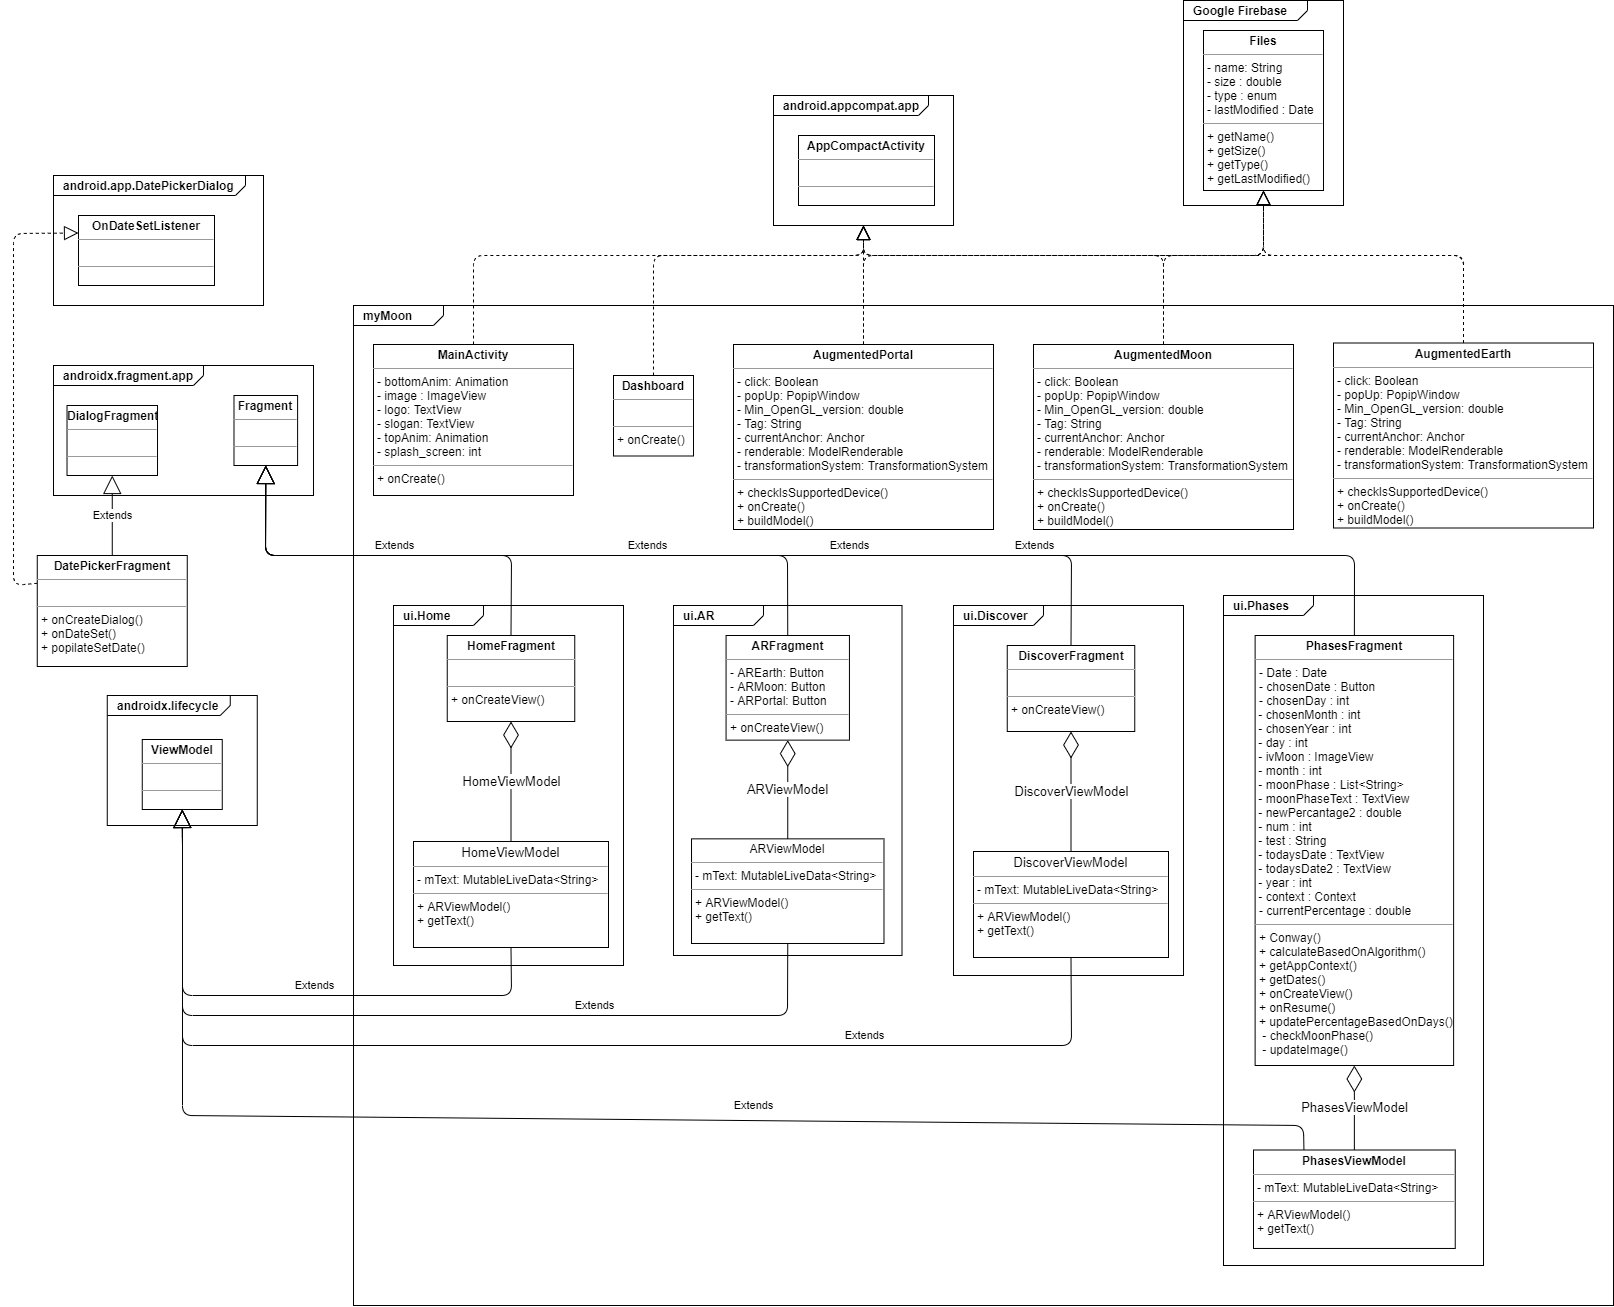 Google Firebase
Files
- name: String
- size : double
- type : enum
- lastModified : Date
+ getName()
+ getSize()
+ getType()
+ getLastModified()
android.appcompat.app
AppCompactActivity
android.app.DatePickerDialog
OnDateSetListener
myMoon
MainActivity
- bottomAnim: Animation
- image : ImageView
- logo: TextView
- slogan: TextView
- topAnim: Animation
- splash_screen: int
+ onCreate()
Dashboard
+ onCreate()
AugmentedPortal
- click: Boolean
- popUp: PopipWindow
- Min_OpenGL_version: double
- Tag: String
- currentAnchor: Anchor
- renderable: ModelRenderable
- transformationSystem: TransformationSystem
+ checkIsSupportedDevice()
+ onCreate()
+ buildModel()
AugmentedMoon
- click: Boolean
- popUp: PopipWindow
- Min_OpenGL_version: double
- Tag: String
- currentAnchor: Anchor
- renderable: ModelRenderable
- transformationSystem: TransformationSystem
+ checkIsSupportedDevice()
+ onCreate()
+ buildModel()
AugmentedEarth
- click: Boolean
- popUp: PopipWindow
- Min_OpenGL_version: double
- Tag: String
- currentAnchor: Anchor
- renderable: ModelRenderable
- transformationSystem: TransformationSystem
+ checkIsSupportedDevice()
+ onCreate()
+ buildModel()
androidx.fragment.app
DialogFragment
Fragment
Extends
DatePickerFragment
+ onCreateDialog()
+ onDateSet()
+ popilateSetDate()
Extends
Extends
Extends
Extends
androidx.lifecycle
ViewModel
ui.Home
HomeFragment
+ onCreateView()
HomeViewModel
HomeViewModel
- mText: MutableLiveData<String>
+ ARViewModel()
+ getText()
ui.AR
ARFragment
- AREarth: Button
- ARMoon: Button
- ARPortal: Button
+ onCreateView()
ARViewModel
ARViewModel
- mText: MutableLiveData<String>
+ ARViewModel()
+ getText()
ui.Discover
DiscoverFragment
+ onCreateView()
DiscoverViewModel
DiscoverViewModel
- mText: MutableLiveData<String>
+ ARViewModel()
+ getText()
ui.Phases
PhasesFragment
- Date : Date
- chosenDate : Button
- chosenDay : int
- chosenMonth : int
- chosenYear : int
- day : int
- ivMoon : ImageView
- month : int
- moonPhase : List<String>
- moonPhaseText : TextView
- newPercantage2 : double
- num : int
- test : String
- todaysDate : TextView
- todaysDate2 : TextView
- year : int
- context : Context
- currentPercentage : double
+ Conway()
+ calculateBasedOnAlgorithm()
+ getAppContext()
+ getDates()
+ onCreateView()
+ onResume()
+ updatePercentageBasedOnDays()
- checkMoonPhase()
- updateImage()
PhasesViewModel
PhasesViewModel
- mText: MutableLiveData<String>
+ ARViewModel()
+ getText()
Extends
Extends
Extends
Extends